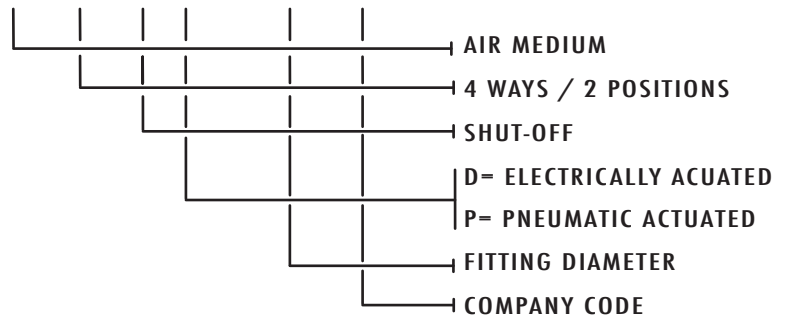 AIR MEDIUM
4 WAYS / 2 POSITIONS
SHUT-OFF
D= ELECTRICALLY ACUATED
P= PNEUMATIC ACTUATED
FITTING DIAMETER
COMPANY CODE